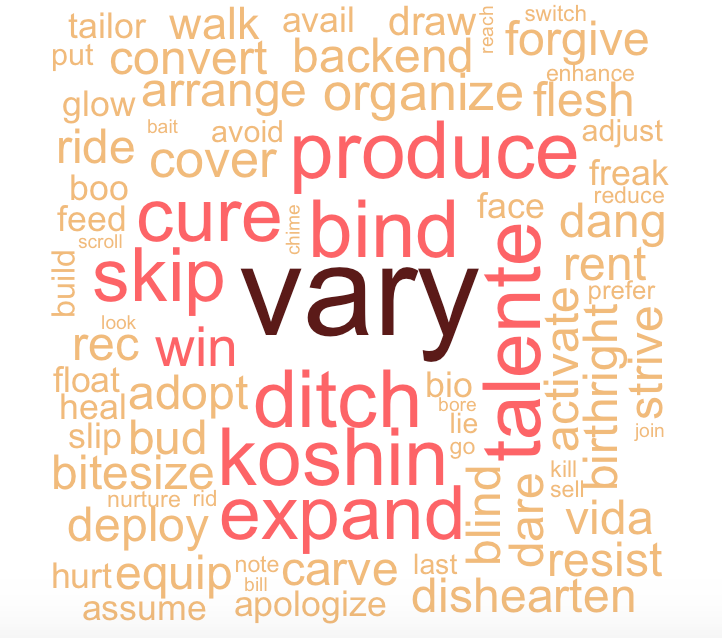 tailor walk avail draw reach switch
put convert backend forgive
enhance
glow arrange organize flesh
bait avoid adjust
ride cover produce freak
boo reduce
feed cure chime bind face dang
scroll
build skip vary talente rent
prefer
look
rec win activate birthright strive
float adopt ditch bio
heal bore
slip bud lie join
koshin go
bitesize kill
nurture rid sell
deploy expand blind dare vida
hurt equip note carve last resist
bill
assume apologize dishearten